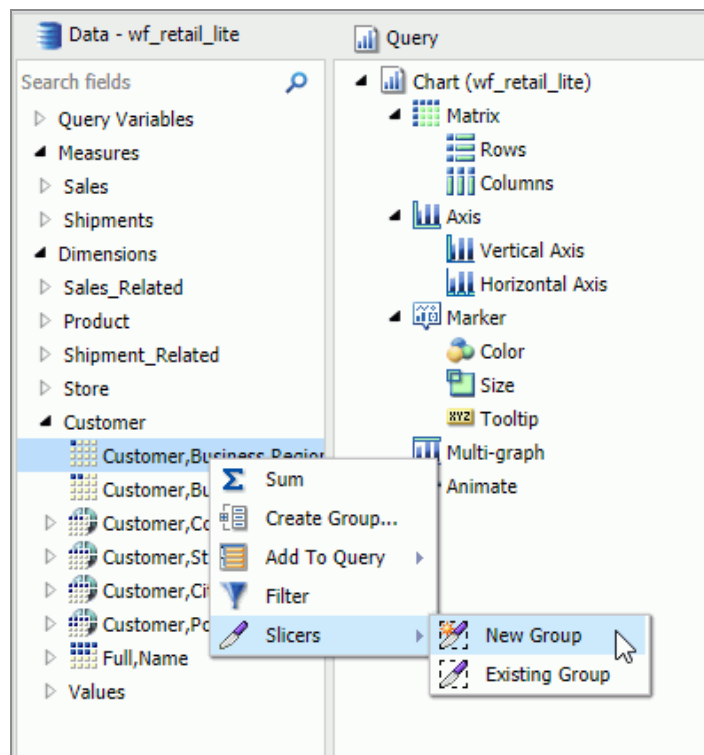 Data - wf_retail_lite
Search fields
Query Variables
Measures
Sales
Shipments
Dimensions
Sales_Related
Product
Shipment_Related
Store
Customer
Customer,Business Region
Customer,Bu
Customer,Co
Customer,St
Customer,Ci
Customer,Po
Full,Name
Values
Query
Chart (wf_retail_lite)
Matrix
Rows
Columns
Axis
Vertical Axis
Horizontal Axis
Marker
Color
Size
XYZ Tooltip
Multi-graph
Animate
Sum
Create Group...
Add To Query
Filter
Slicers
New Group
Existing Group